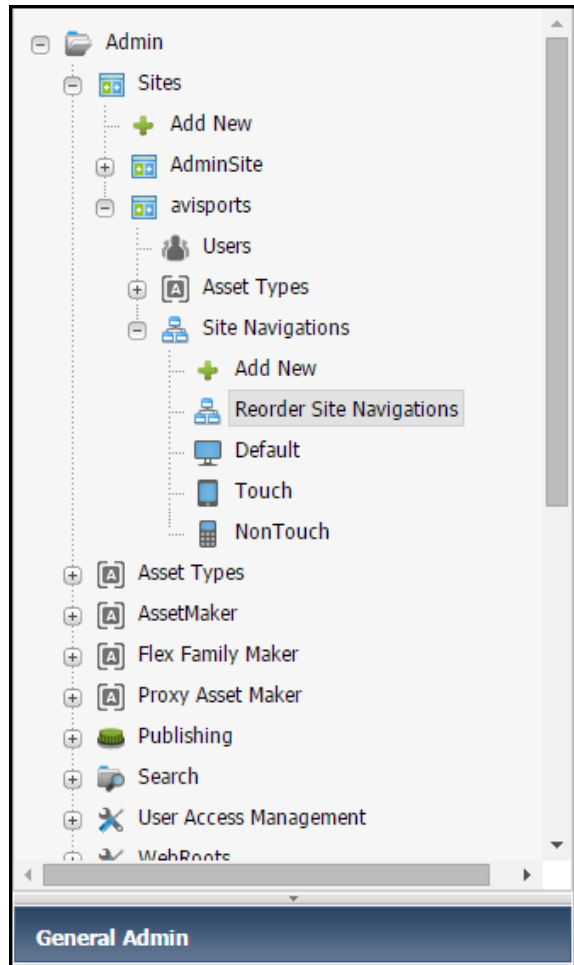 Admin
Sites
Add New
AdminSite
avisports
Users
Asset Types
Site Navigations
Add New
Reorder Site Navigations
Default
Touch
NonTouch
Asset Types
AssetMaker
Flex Family Maker
Proxy Asset Maker
Publishing
Search
User Access Management
WebRoots
General Admin